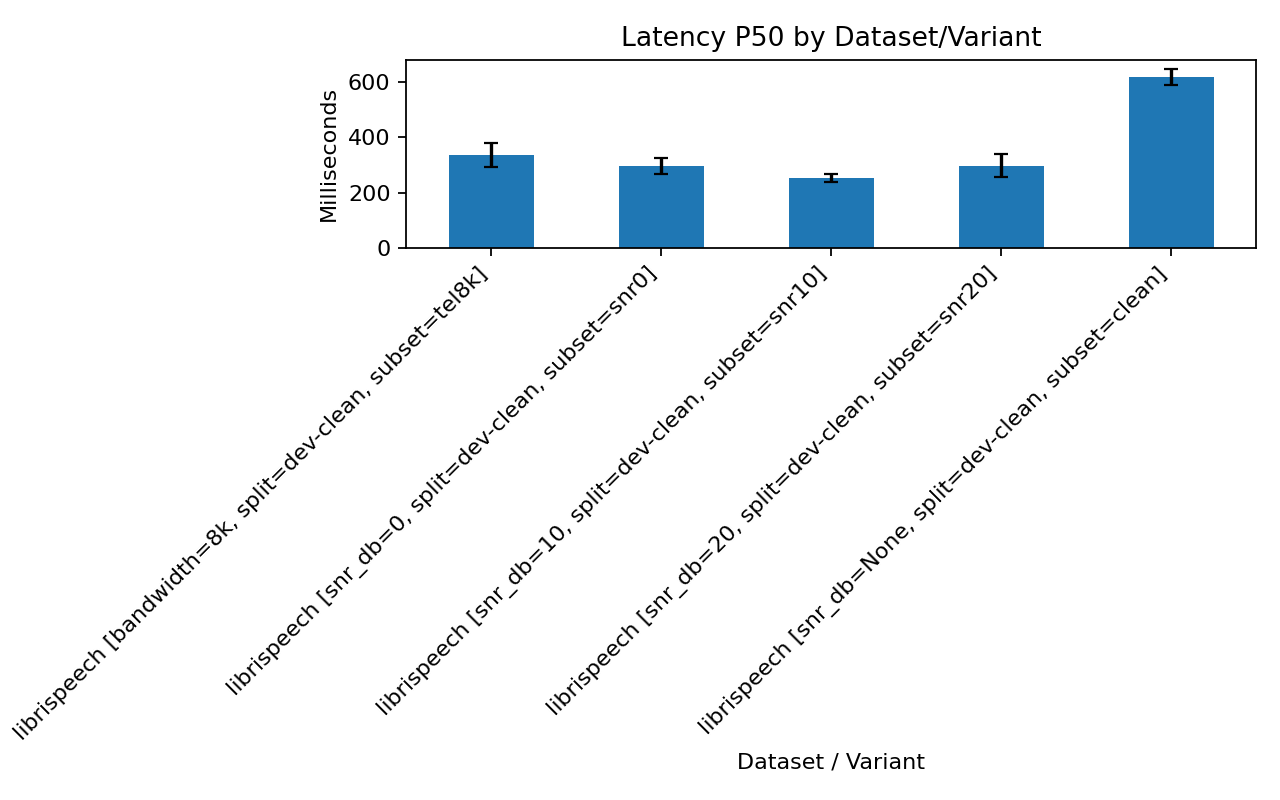 Latency P50 by Dataset/Variant
Milliseconds
600
400
200
0
librispeech [bandwidth=8k, split=dev-clean, subset=tel8k]
librispeech [snr_db=0, split=dev-clean, subset=snr0]
librispeech [snr_db=10, split=dev-clean, subset=snr10]
librispeech [snr_db=20, split=dev-clean, subset=snr20]
librispeech [snr_db=None, split=dev-clean, subset=clean]
Dataset / Variant